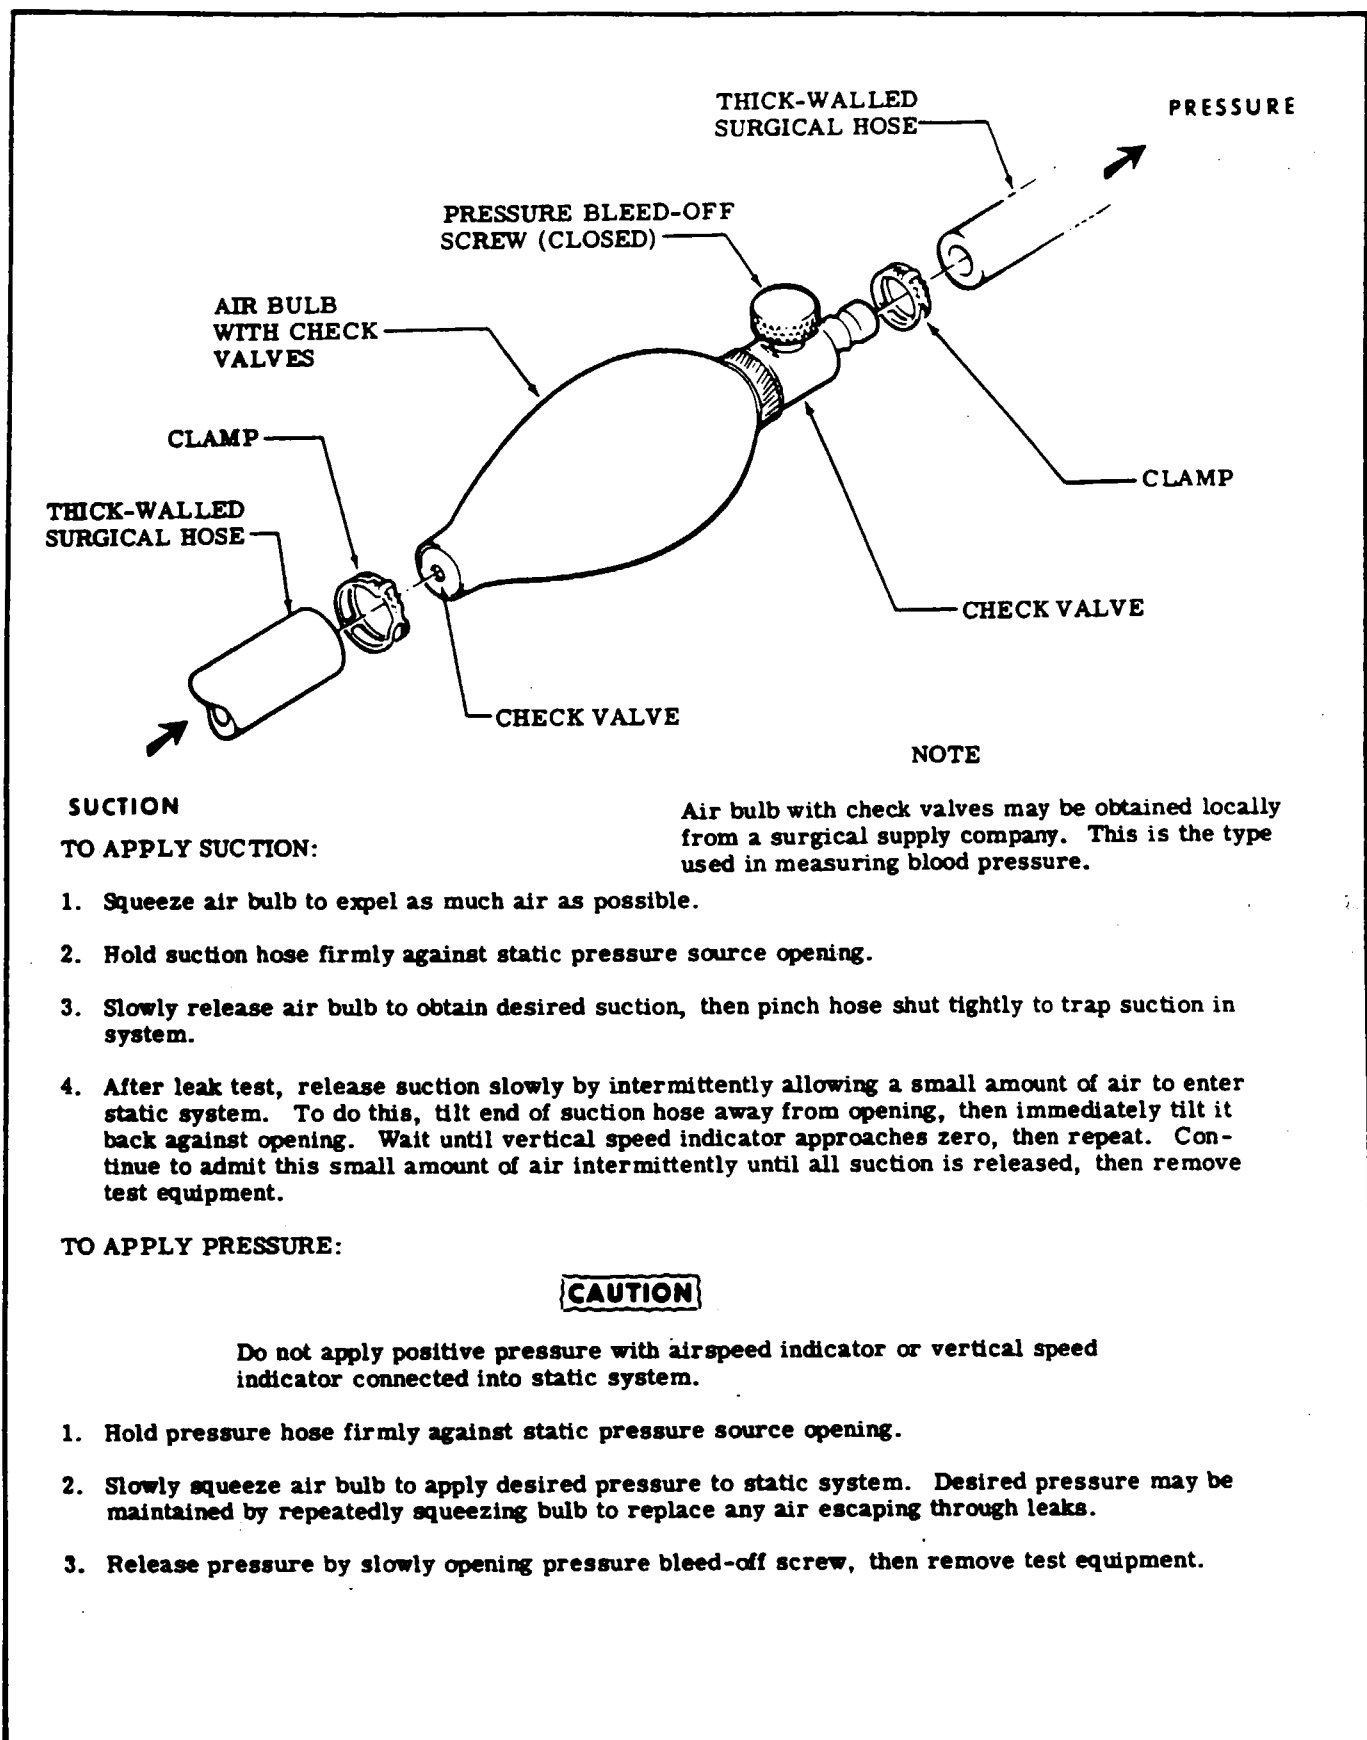 THICK-WALLED
SURGICAL HOSE
PRESSURE
PRESSURE BLEED-OFF
SCREW (CLOSED)
AIR BULB
WITH CHECK
VALVES
CLAMP
CLAMP
THICK-WALLED
SURGICAL HOSE
CHECK VALVE
CHECK VALVE
SUCTION
NOTE
Air bulb with check valves may be obtained locally
from a surgical supply company. This is the type
used in measuring blood pressure.
TO APPLY SUCTION:
1. Squeeze air bulb to expel as much air as possible.
2. Hold suction hose firmly against static pressure source opening.
3. Slowly release air bulb to obtain desired suction, then pinch hose shut tightly to trap suction in
system.
4. After leak test, release suction slowly by intermittently allowing a small amount of air to enter
static system. To do this, tilt end of suction hose away from opening, then immediately tilt it
back against opening. Wait until vertical speed indicator approaches zero, then repeat. Con-
tinue to admit this small amount of air intermittently until all suction is released, then remove
test equipment.
TO APPLY PRESSURE:
CAUTION
Do not apply positive pressure with airspeed indicator or vertical speed
indicator connected into static system.
1. Hold pressure hose firmly against static pressure source opening.
2. Slowly squeeze air bulb to apply desired pressure to static system. Desired pressure may be
maintained by repeatedly squeezing bulb to replace any air escaping through leaks.
3. Release pressure by slowly opening pressure bleed-off screw, then remove test equipment.